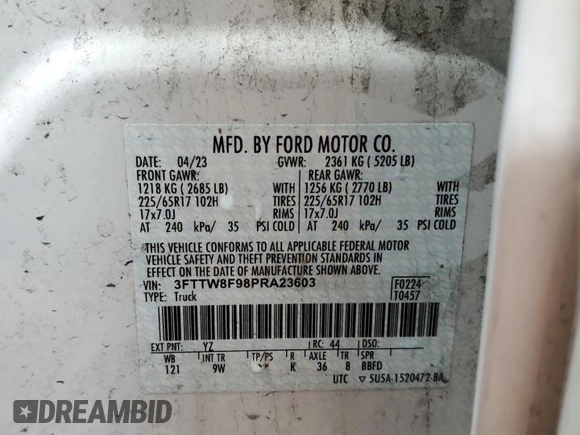 MFD. BY FORD MOTOR CO.
DATE: 04/23 GVWR: 2361 KG ( 5205 LB)
FRONT GAWR: REAR GAWR:
1218 KG ( 2685 LB) WITH 1256 KG ( 2770 LB) WITH
225/65R17 102H TIRES 225/65R17 102H TIRES
17x7.0J RIMS 17x7.0J RIMS
AT 240 kPa/ 35 PSI COLD AT 240 kPa/ 35 PSI COLD
THIS VEHICLE CONFORMS TO ALL APPLICABLE FEDERAL MOTOR
VEHICLE SAFETY AND THEFT PREVENTION STANDARDS IN EFFECT ON
THE DATE OF MANUFACTURE SHOWN ABOVE.
VIN: 3FTTW8F98PRA23603 F0224
TYPE: Truck T0457
EXT PNT: YZ RC: 44 DSO:
WB INT TR TP/PS R AXLE TR SPR
121 9W K 36 8 BBFD
UTC ▽ 5U5A-1520472-BA
DREAMBID